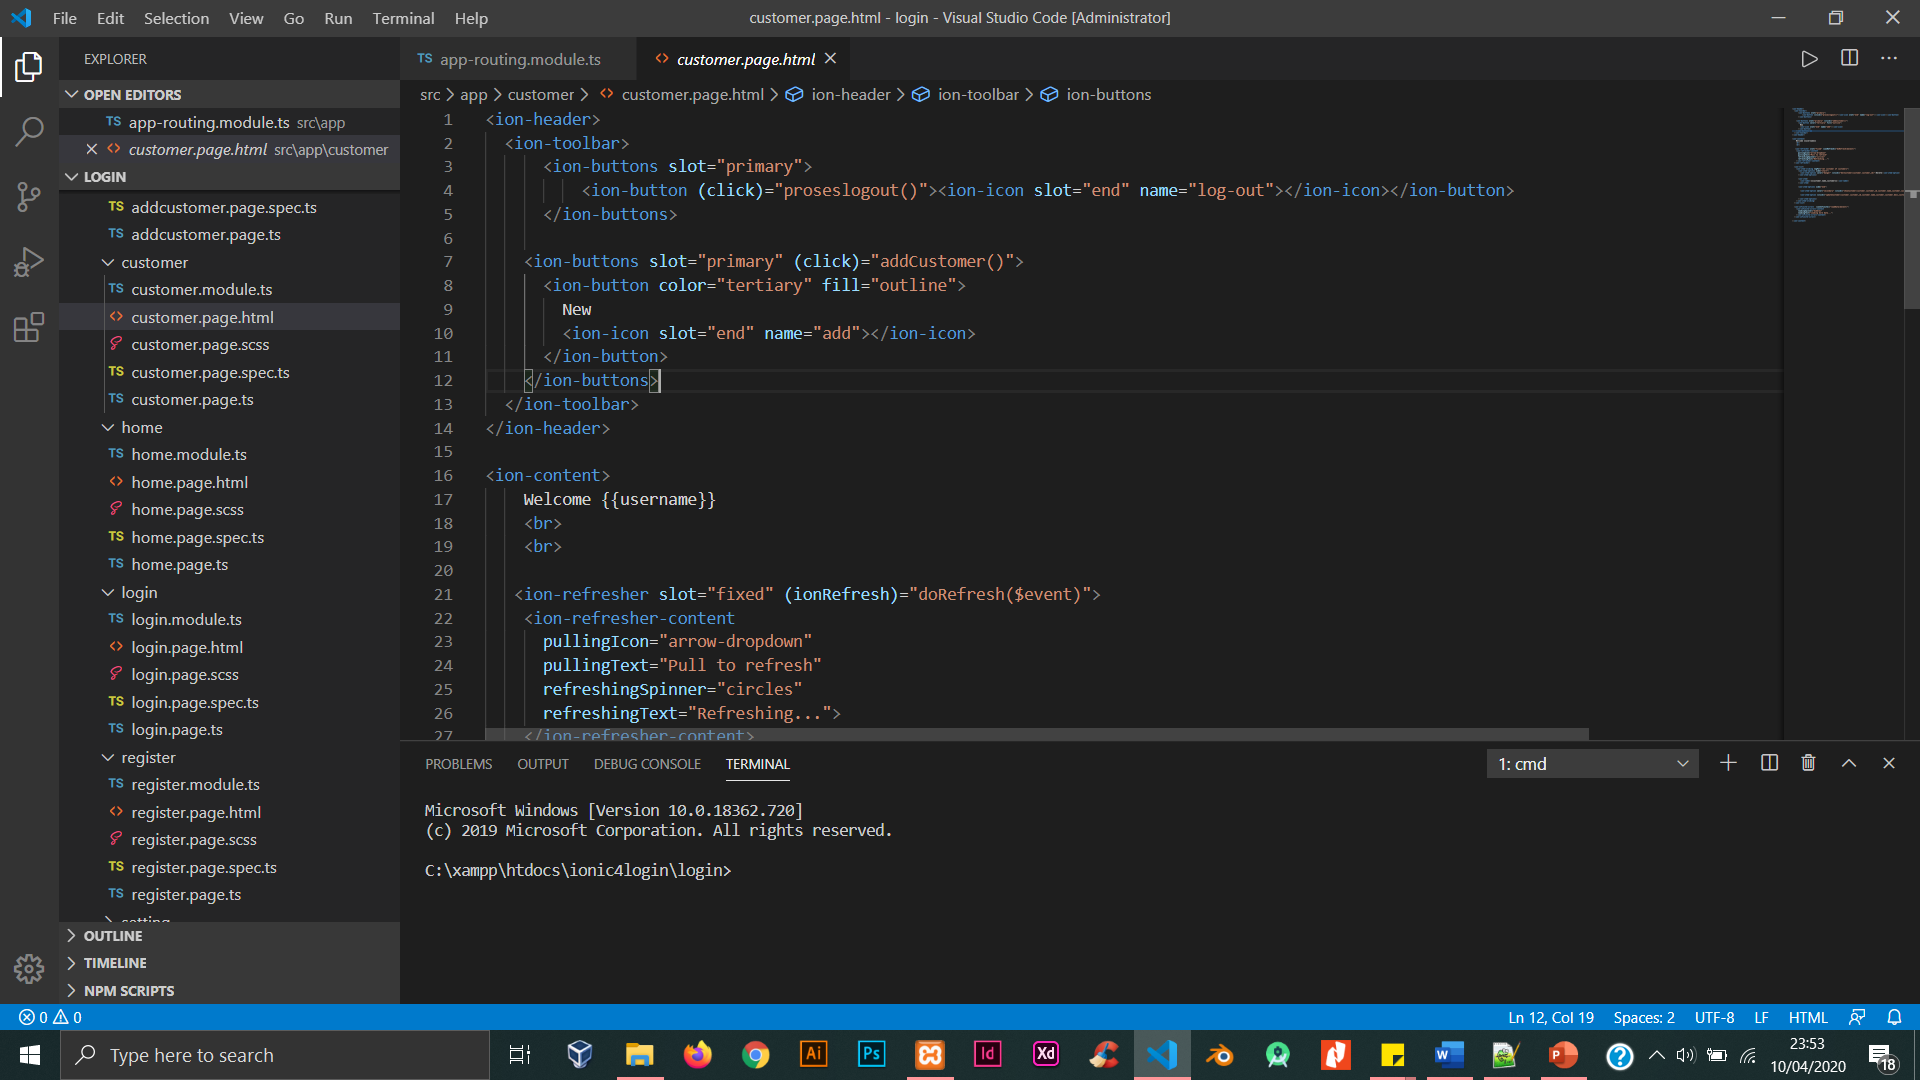 File Edit Selection View Go Run Terminal Help
customer.page.html - login - Visual Studio Code [Administrator]
EXPLORER
OPEN EDITORS
TS app-routing.module.ts src\app
customer.page.html src\app\customer
LOGIN
TS addcustomer.page.spec.ts
TS addcustomer.page.ts
customer
TS customer.module.ts
<> customer.page.html
customer.page.scss
TS customer.page.spec.ts
TS customer.page.ts
home
TS home.module.ts
<> home.page.html
home.page.scss
TS home.page.spec.ts
TS home.page.ts
login
TS login.module.ts
<> login.page.html
login.page.scss
TS login.page.spec.ts
TS login.page.ts
register
TS register.module.ts
<> register.page.html
register.page.scss
TS register.page.spec.ts
TS register.page.ts
setting
OUTLINE
TIMELINE
NPM SCRIPTS
TS app-routing.module.ts
<> customer.page.html
src > app > customer > <> customer.page.html > ion-header > ion-toolbar > ion-buttons
1 <ion-header>
2 <ion-toolbar>
3 <ion-buttons slot="primary">
4 <ion-button (click)="proseslogout()"><ion-icon slot="end" name="log-out"></ion-icon></ion-button>
5 </ion-buttons>
6
7 <ion-buttons slot="primary" (click)="addCustomer()">
8 <ion-button color="tertiary" fill="outline">
9 New
10 <ion-icon slot="end" name="add"></ion-icon>
11 </ion-button>
12 </ion-buttons>
13 </ion-toolbar>
14 </ion-header>
15
16 <ion-content>
17 Welcome {{username}}
18 <br>
19 <br>
20
21 <ion-refresher slot="fixed" (ionRefresh)="doRefresh($event)">
22 <ion-refresher-content
23 pullingIcon="arrow-dropdown"
24 pullingText="Pull to refresh"
25 refreshingSpinner="circles"
26 refreshingText="Refreshing...">
27 </ion-refresher-content>
PROBLEMS OUTPUT DEBUG CONSOLE TERMINAL
1: cmd
Microsoft Windows [Version 10.0.18362.720]
(c) 2019 Microsoft Corporation. All rights reserved.
C:\xampp\htdocs\ionic4login\login>
0 0
Ln 12, Col 19 Spaces: 2 UTF-8 LF HTML
Type here to search
Ai Ps Id Xd
23:53
10/04/2020
18